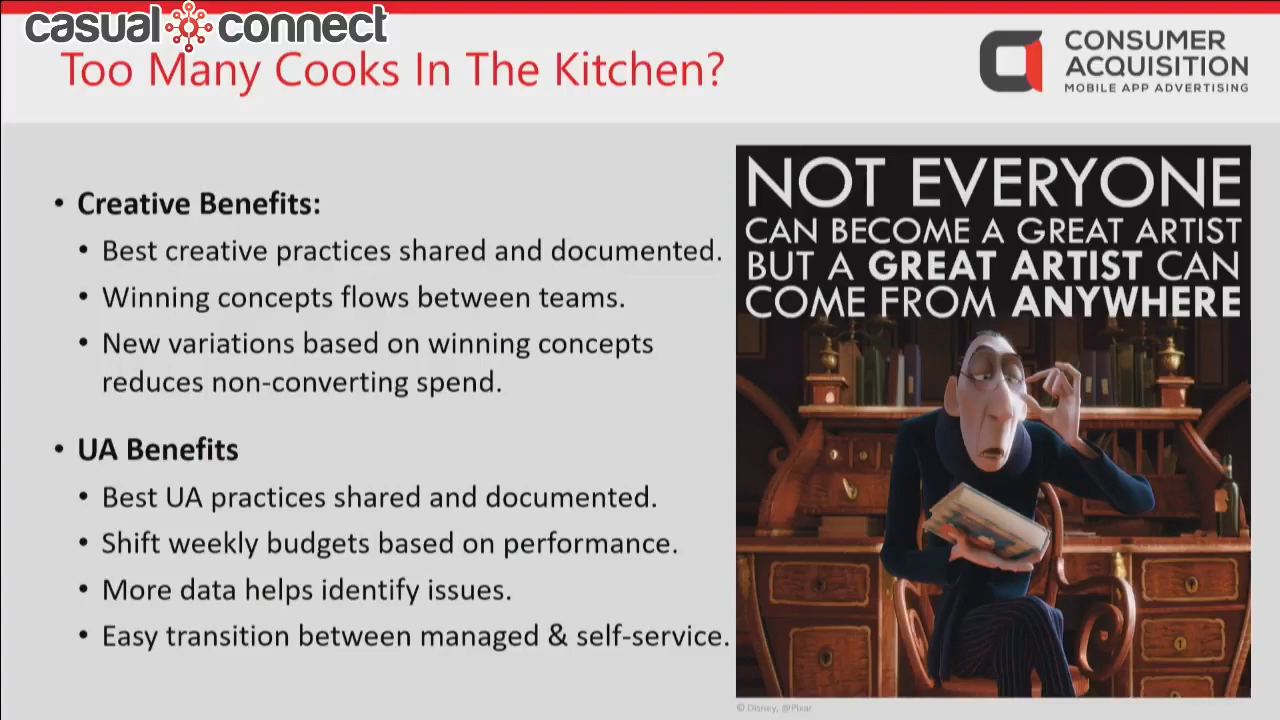 casual connect
Too Many Cooks In The Kitchen?
CONSUMER
ACQUISITION
MOBILE APP ADVERTISING
• Creative Benefits:
• Best creative practices shared and documented.
• Winning concepts flows between teams.
• New variations based on winning concepts
reduces non-converting spend.
• UA Benefits
• Best UA practices shared and documented.
• Shift weekly budgets based on performance.
• More data helps identify issues.
• Easy transition between managed & self-service.
NOT EVERYONE
CAN BECOME A GREAT ARTIST
BUT A GREAT ARTIST CAN
COME FROM ANYWHERE
© Disney, @Pixar